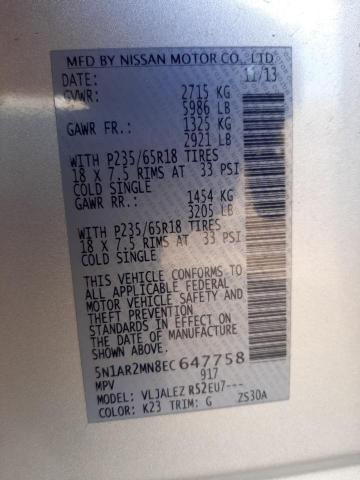 MFD BY NISSAN MOTOR CO., LTD
DATE: 11/13
GVWR: 2715 KG
5986 LB
GAWR FR.: 1325 KG
2921 LB
WITH P235/65R18 TIRES
18 X 7.5 RIMS AT 33 PSI
COLD SINGLE
GAWR RR.: 1454 KG
3205 LB
WITH P235/65R18 TIRES
18 X 7.5 RIMS AT 33 PSI
COLD SINGLE
THIS VEHICLE CONFORMS TO
ALL APPLICABLE FEDERAL
MOTOR VEHICLE SAFETY AND
THEFT PREVENTION
STANDARDS IN EFFECT ON
THE DATE OF MANUFACTURE
SHOWN ABOVE.
5N1AR2MN8EC 647758
MPV 917
MODEL: VLJALEZ R52EU7---
COLOR: K23 TRIM: G ZS30A